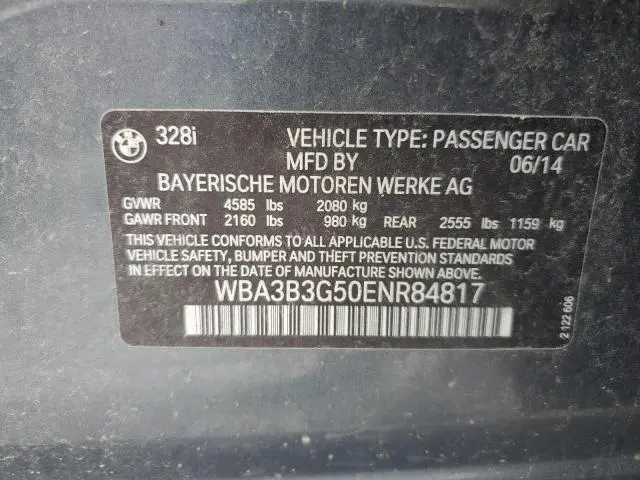 BMW
328i VEHICLE TYPE: PASSENGER CAR
MFD BY 06/14
BAYERISCHE MOTOREN WERKE AG
GVWR 4585 lbs 2080 kg
GAWR FRONT 2160 lbs 980 kg REAR 2555 lbs 1159 kg
THIS VEHICLE CONFORMS TO ALL APPLICABLE U.S. FEDERAL MOTOR
VEHICLE SAFETY, BUMPER AND THEFT PREVENTION STANDARDS
IN EFFECT ON THE DATE OF MANUFACTURE SHOWN ABOVE.
WBA3B3G50ENR84817
2 122 606